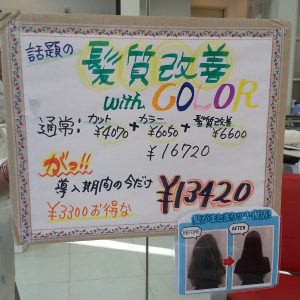 話題の
髪質改善
with COLOR
通常: カット ¥4070 + カラー ¥6050 + 髪質改善 ¥6600
¥16720
導入期間の今だけ ¥13420
¥3300お得な
BEFORE
AFTER